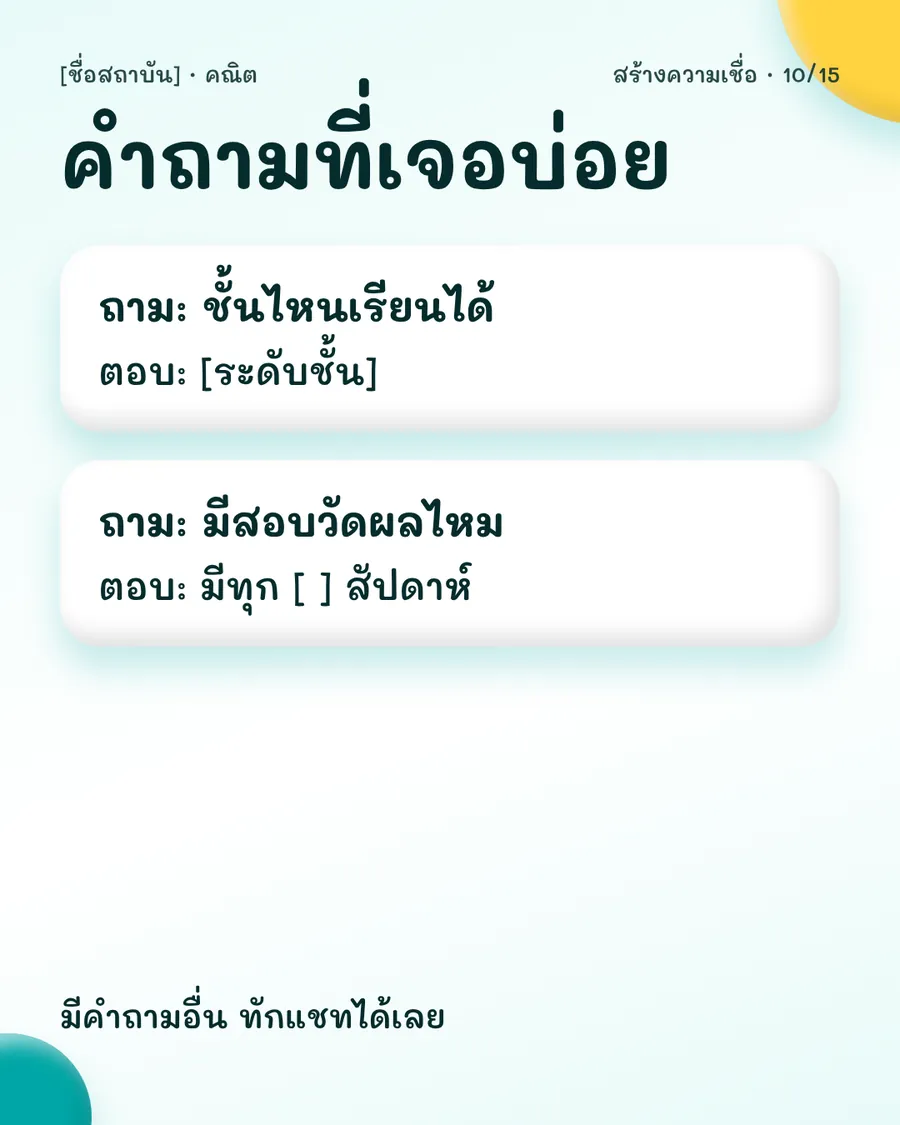 [ชื่อสถาบัน] · คณิต
สร้างความเชื่อ · 10/15
คำถามที่เจอบ่อย
ถาม: ชั้นไหนเรียนได้
ตอบ: [ระดับชั้น]
ถาม: มีสอบวัดผลไหม
ตอบ: มีทุก [ ] สัปดาห์
มีคำถามอื่น ทักแชทได้เลย